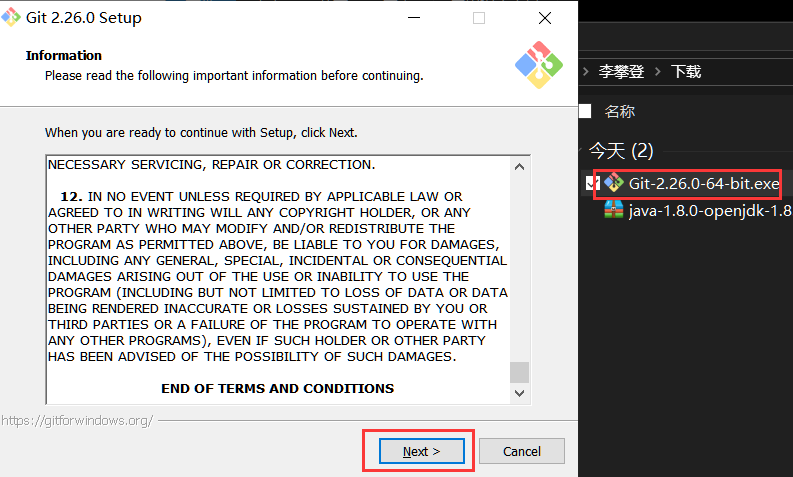 Git 2.26.0 Setup
Information
Please read the following important information before continuing.
When you are ready to continue with Setup, click Next.
NECESSARY SERVICING, REPAIR OR CORRECTION.
12. IN NO EVENT UNLESS REQUIRED BY APPLICABLE LAW OR
AGREED TO IN WRITING WILL ANY COPYRIGHT HOLDER, OR ANY
OTHER PARTY WHO MAY MODIFY AND/OR REDISTRIBUTE THE
PROGRAM AS PERMITTED ABOVE, BE LIABLE TO YOU FOR DAMAGES,
INCLUDING ANY GENERAL, SPECIAL, INCIDENTAL OR CONSEQUENTIAL
DAMAGES ARISING OUT OF THE USE OR INABILITY TO USE THE
PROGRAM (INCLUDING BUT NOT LIMITED TO LOSS OF DATA OR DATA
BEING RENDERED INACCURATE OR LOSSES SUSTAINED BY YOU OR
THIRD PARTIES OR A FAILURE OF THE PROGRAM TO OPERATE WITH
ANY OTHER PROGRAMS), EVEN IF SUCH HOLDER OR OTHER PARTY
HAS BEEN ADVISED OF THE POSSIBILITY OF SUCH DAMAGES.
END OF TERMS AND CONDITIONS
https://gitforwindows.org/
Next >
Cancel
李攀登 > 下载
名称
今天 (2)
Git-2.26.0-64-bit.exe
java-1.8.0-openjdk-1.8